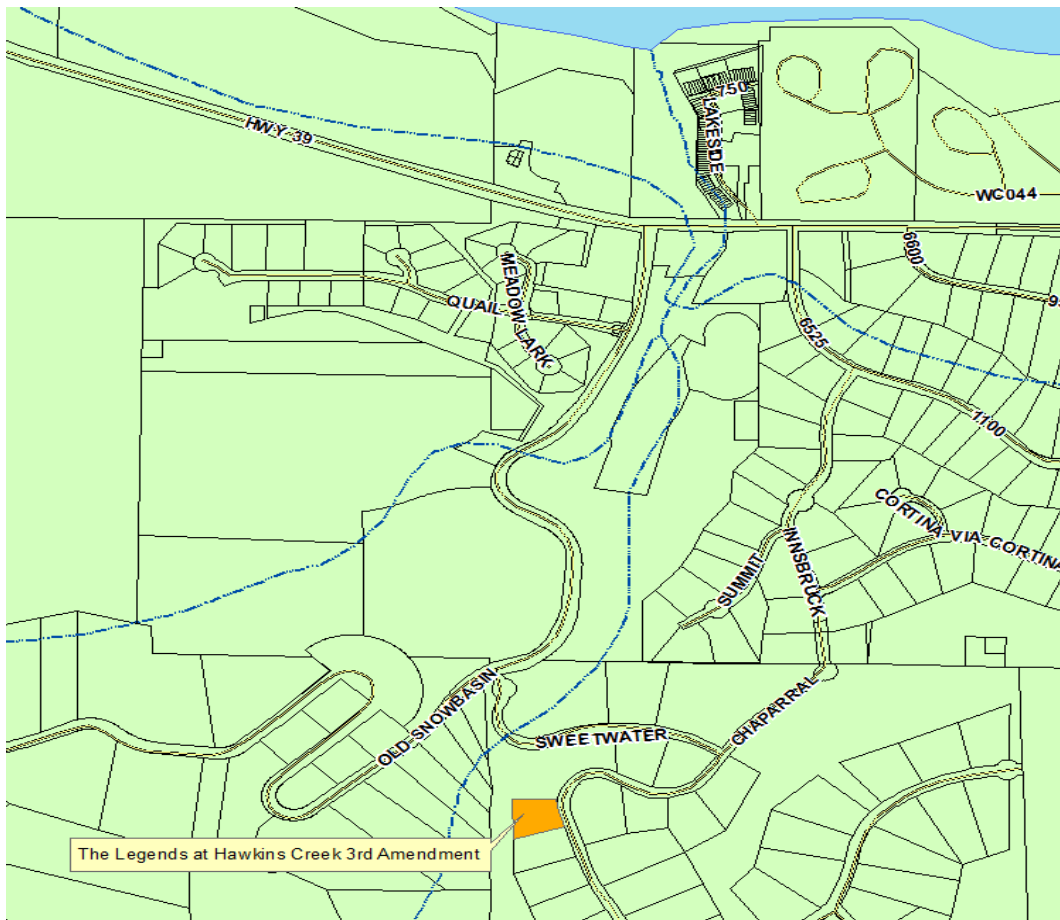 750
LAKESIDE
HWY 39
WC044
6600
MEADOW LARK
QUAIL
6525
1100
CORTINA VIA CORTINA
INNSBRUCK
SUMMIT
OLD SNOWBASIN
CHAPARRAL
SWEETWATER
The Legends at Hawkins Creek 3rd Amendment